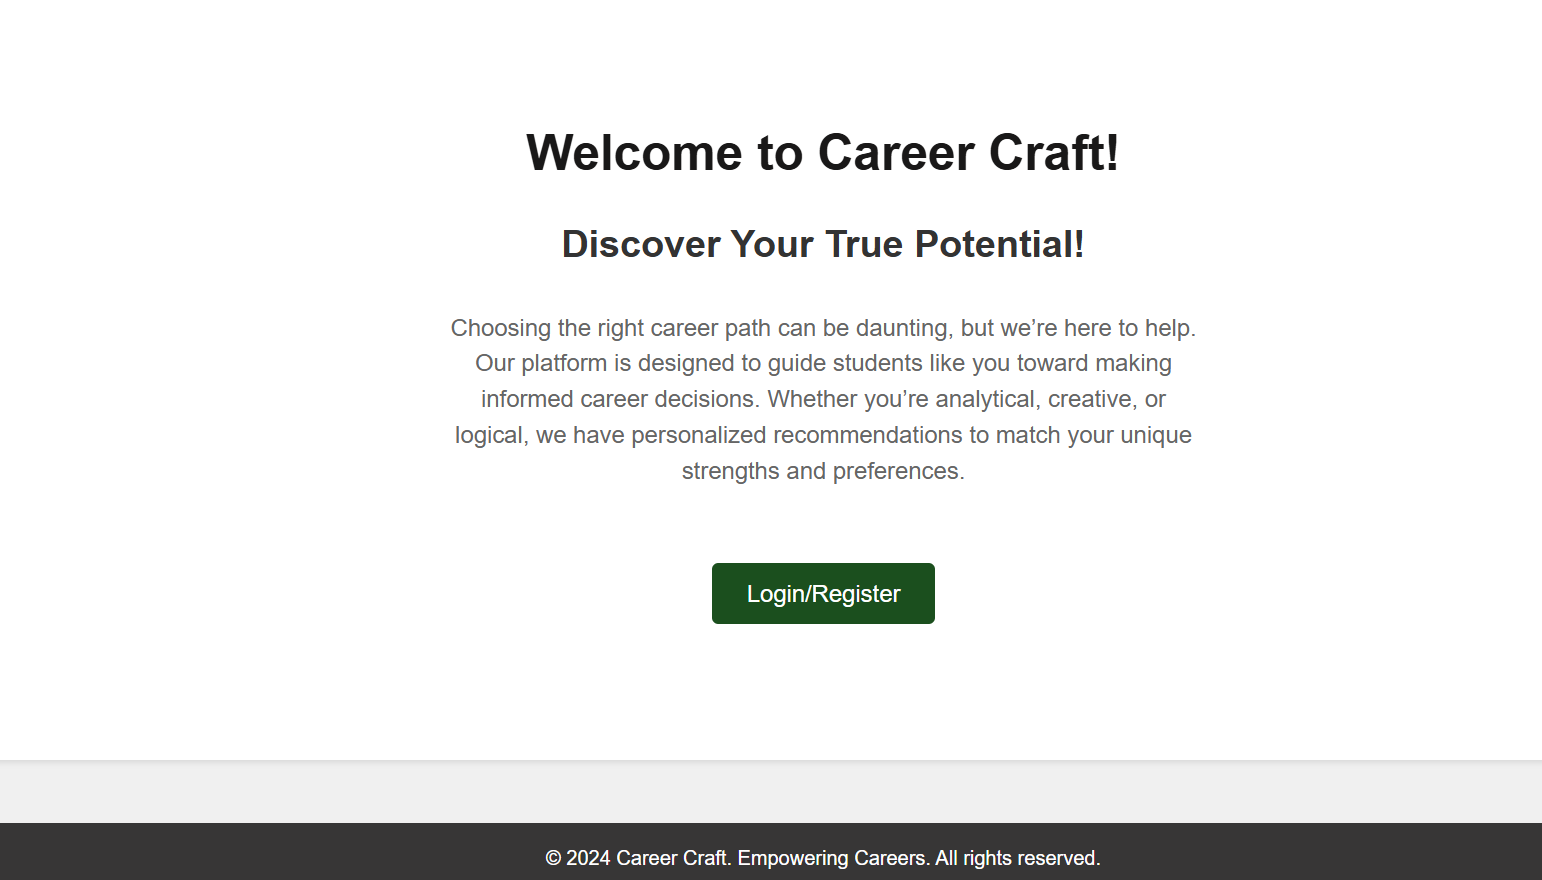 Welcome to Career Craft!
Discover Your True Potential!
Choosing the right career path can be daunting, but we’re here to help.
Our platform is designed to guide students like you toward making
informed career decisions. Whether you’re analytical, creative, or
logical, we have personalized recommendations to match your unique
strengths and preferences.
Login/Register
© 2024 Career Craft. Empowering Careers. All rights reserved.